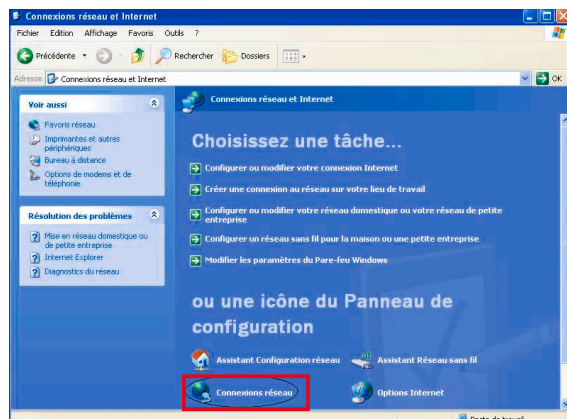 Connexions réseau et Internet
Fichier Edition Affichage Favoris Outils ?
Précédente Rechercher Dossiers
Adresse Connexions réseau et Internet OK
Voir aussi
Favoris réseau
Imprimantes et autres
périphériques
Bureau à distance
Options de modems et de
téléphonie
Résolution des problèmes
Mise en réseau domestique ou
de petite entreprise
Internet Explorer
Diagnostics du réseau
Connexions réseau et Internet
Choisissez une tâche...
Configurer ou modifier votre connexion Internet
Créer une connexion au réseau sur votre lieu de travail
Configurer ou modifier votre réseau domestique ou votre réseau de petite
entreprise
Configurer un réseau sans fil pour la maison ou une petite entreprise
Modifier les paramètres du Pare-feu Windows
ou une icône du Panneau de
configuration
Assistant Configuration réseau Assistant Réseau sans fil
Connexions réseau Options Internet